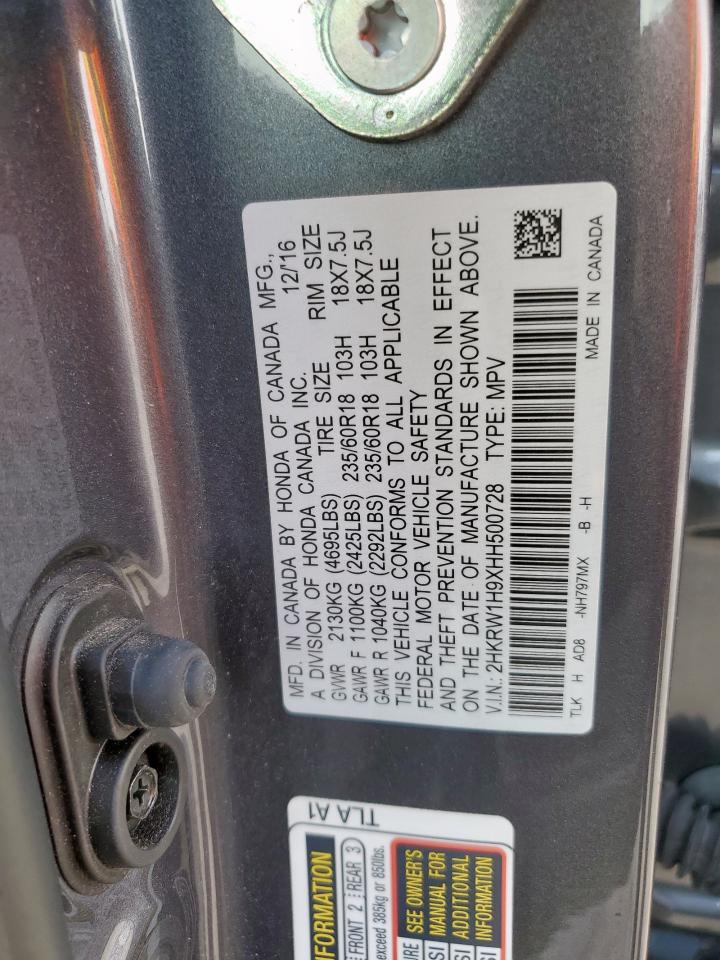 MFD. IN CANADA BY HONDA OF CANADA MFG.,
A DIVISION OF HONDA CANADA INC. 12/16
TIRE SIZE RIM SIZE
GVWR 2130KG (4695LBS)
GAWR F 1100KG (2425LBS) 235/60R18 103H 18X7.5J
GAWR R 1040KG (2292LBS) 235/60R18 103H 18X7.5J
THIS VEHICLE CONFORMS TO ALL APPLICABLE
FEDERAL MOTOR VEHICLE SAFETY
AND THEFT PREVENTION STANDARDS IN EFFECT
ON THE DATE OF MANUFACTURE SHOWN ABOVE.
V.I.N.: 2HKRW1H9XHH500728 TYPE: MPV
TLK H AD8 -NH797MX -B -H MADE IN CANADA
TLA A1
INFORMATION
FRONT 2 REAR 3
exceed 385kg or 850lbs.
SEE OWNER'S
MANUAL FOR
ADDITIONAL
INFORMATION